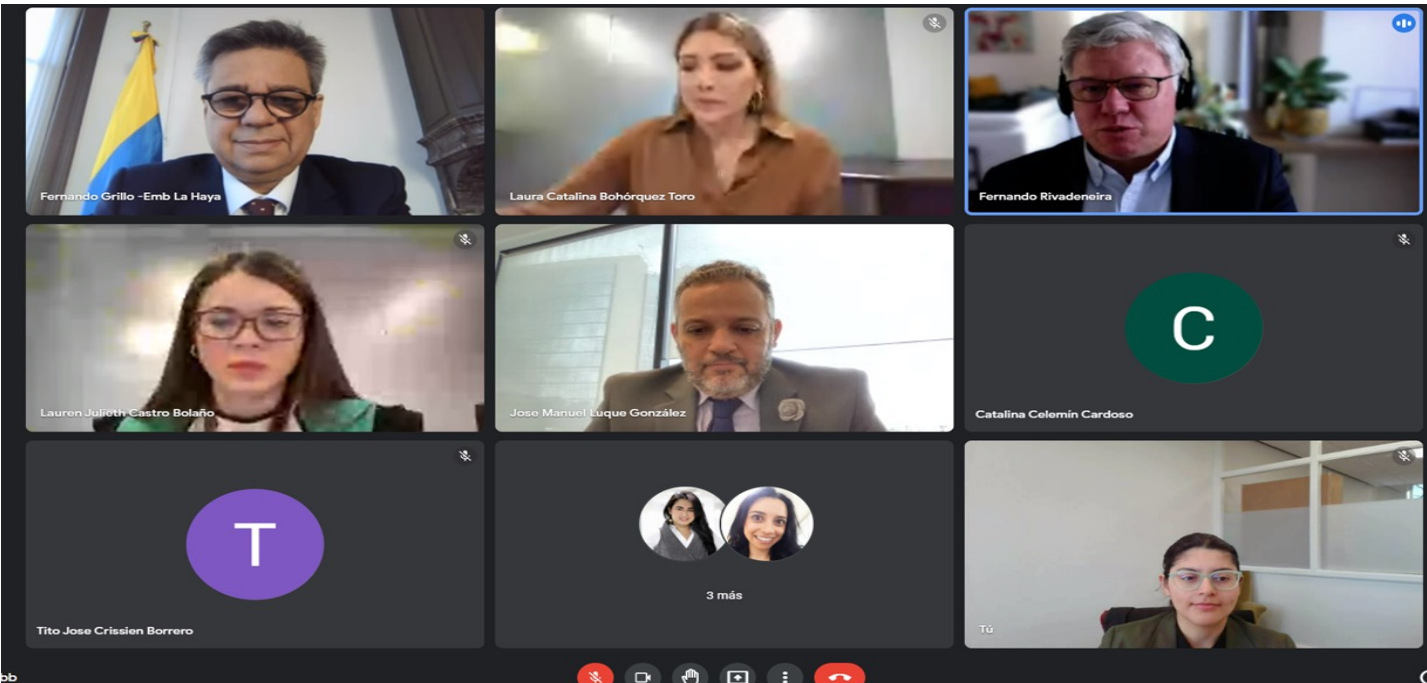 Fernando Grillo -Emb La Haya
Laura Catalina Bohórquez Toro
Fernando Rivadeneira
Lauren Julieth Castro Bolaño
Jose Manuel Luque González
C
Catalina Celemín Cardoso
T
Tito Jose Crissien Borrero
3 más
Tú
bb